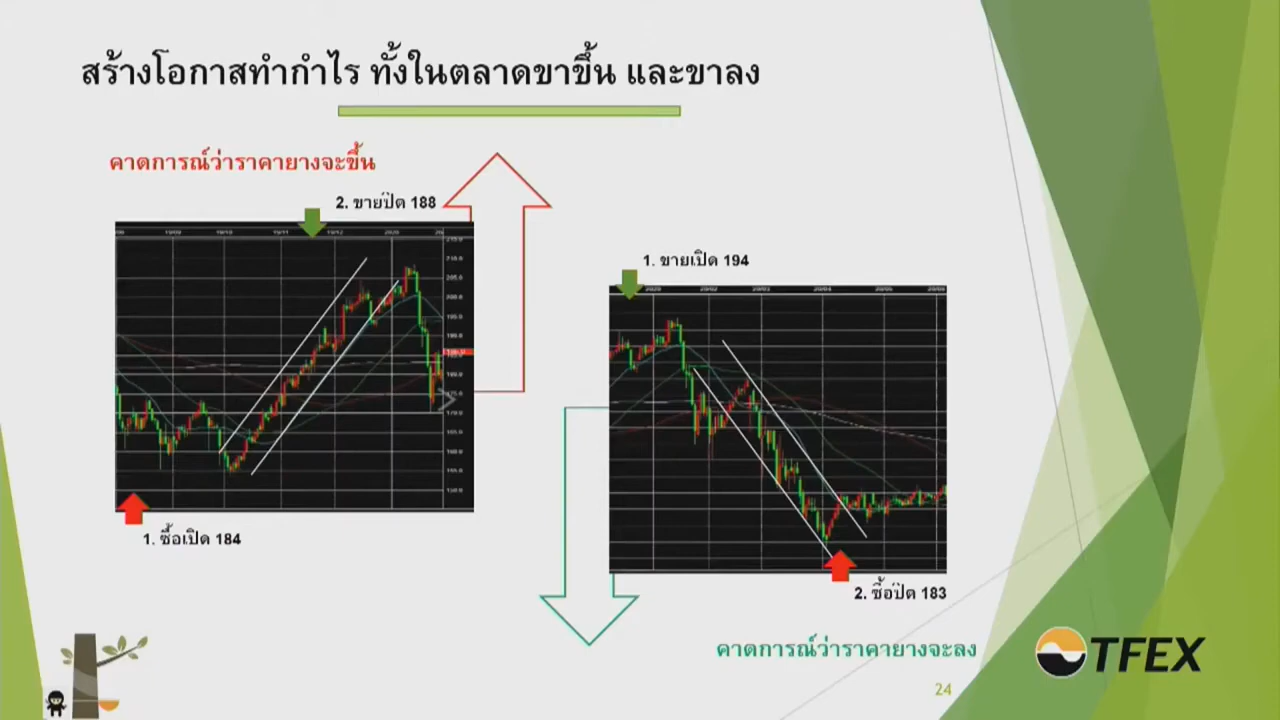 สร้างโอกาสทำกำไร ทั้งในตลาดขาขึ้น และขาลง
คาดการณ์ว่าราคายางจะขึ้น
2. ขายปิด 188
1. ซื้อเปิด 184
1. ขายเปิด 194
2. ซื้อปิด 183
คาดการณ์ว่าราคายางจะลง
TFEX
24